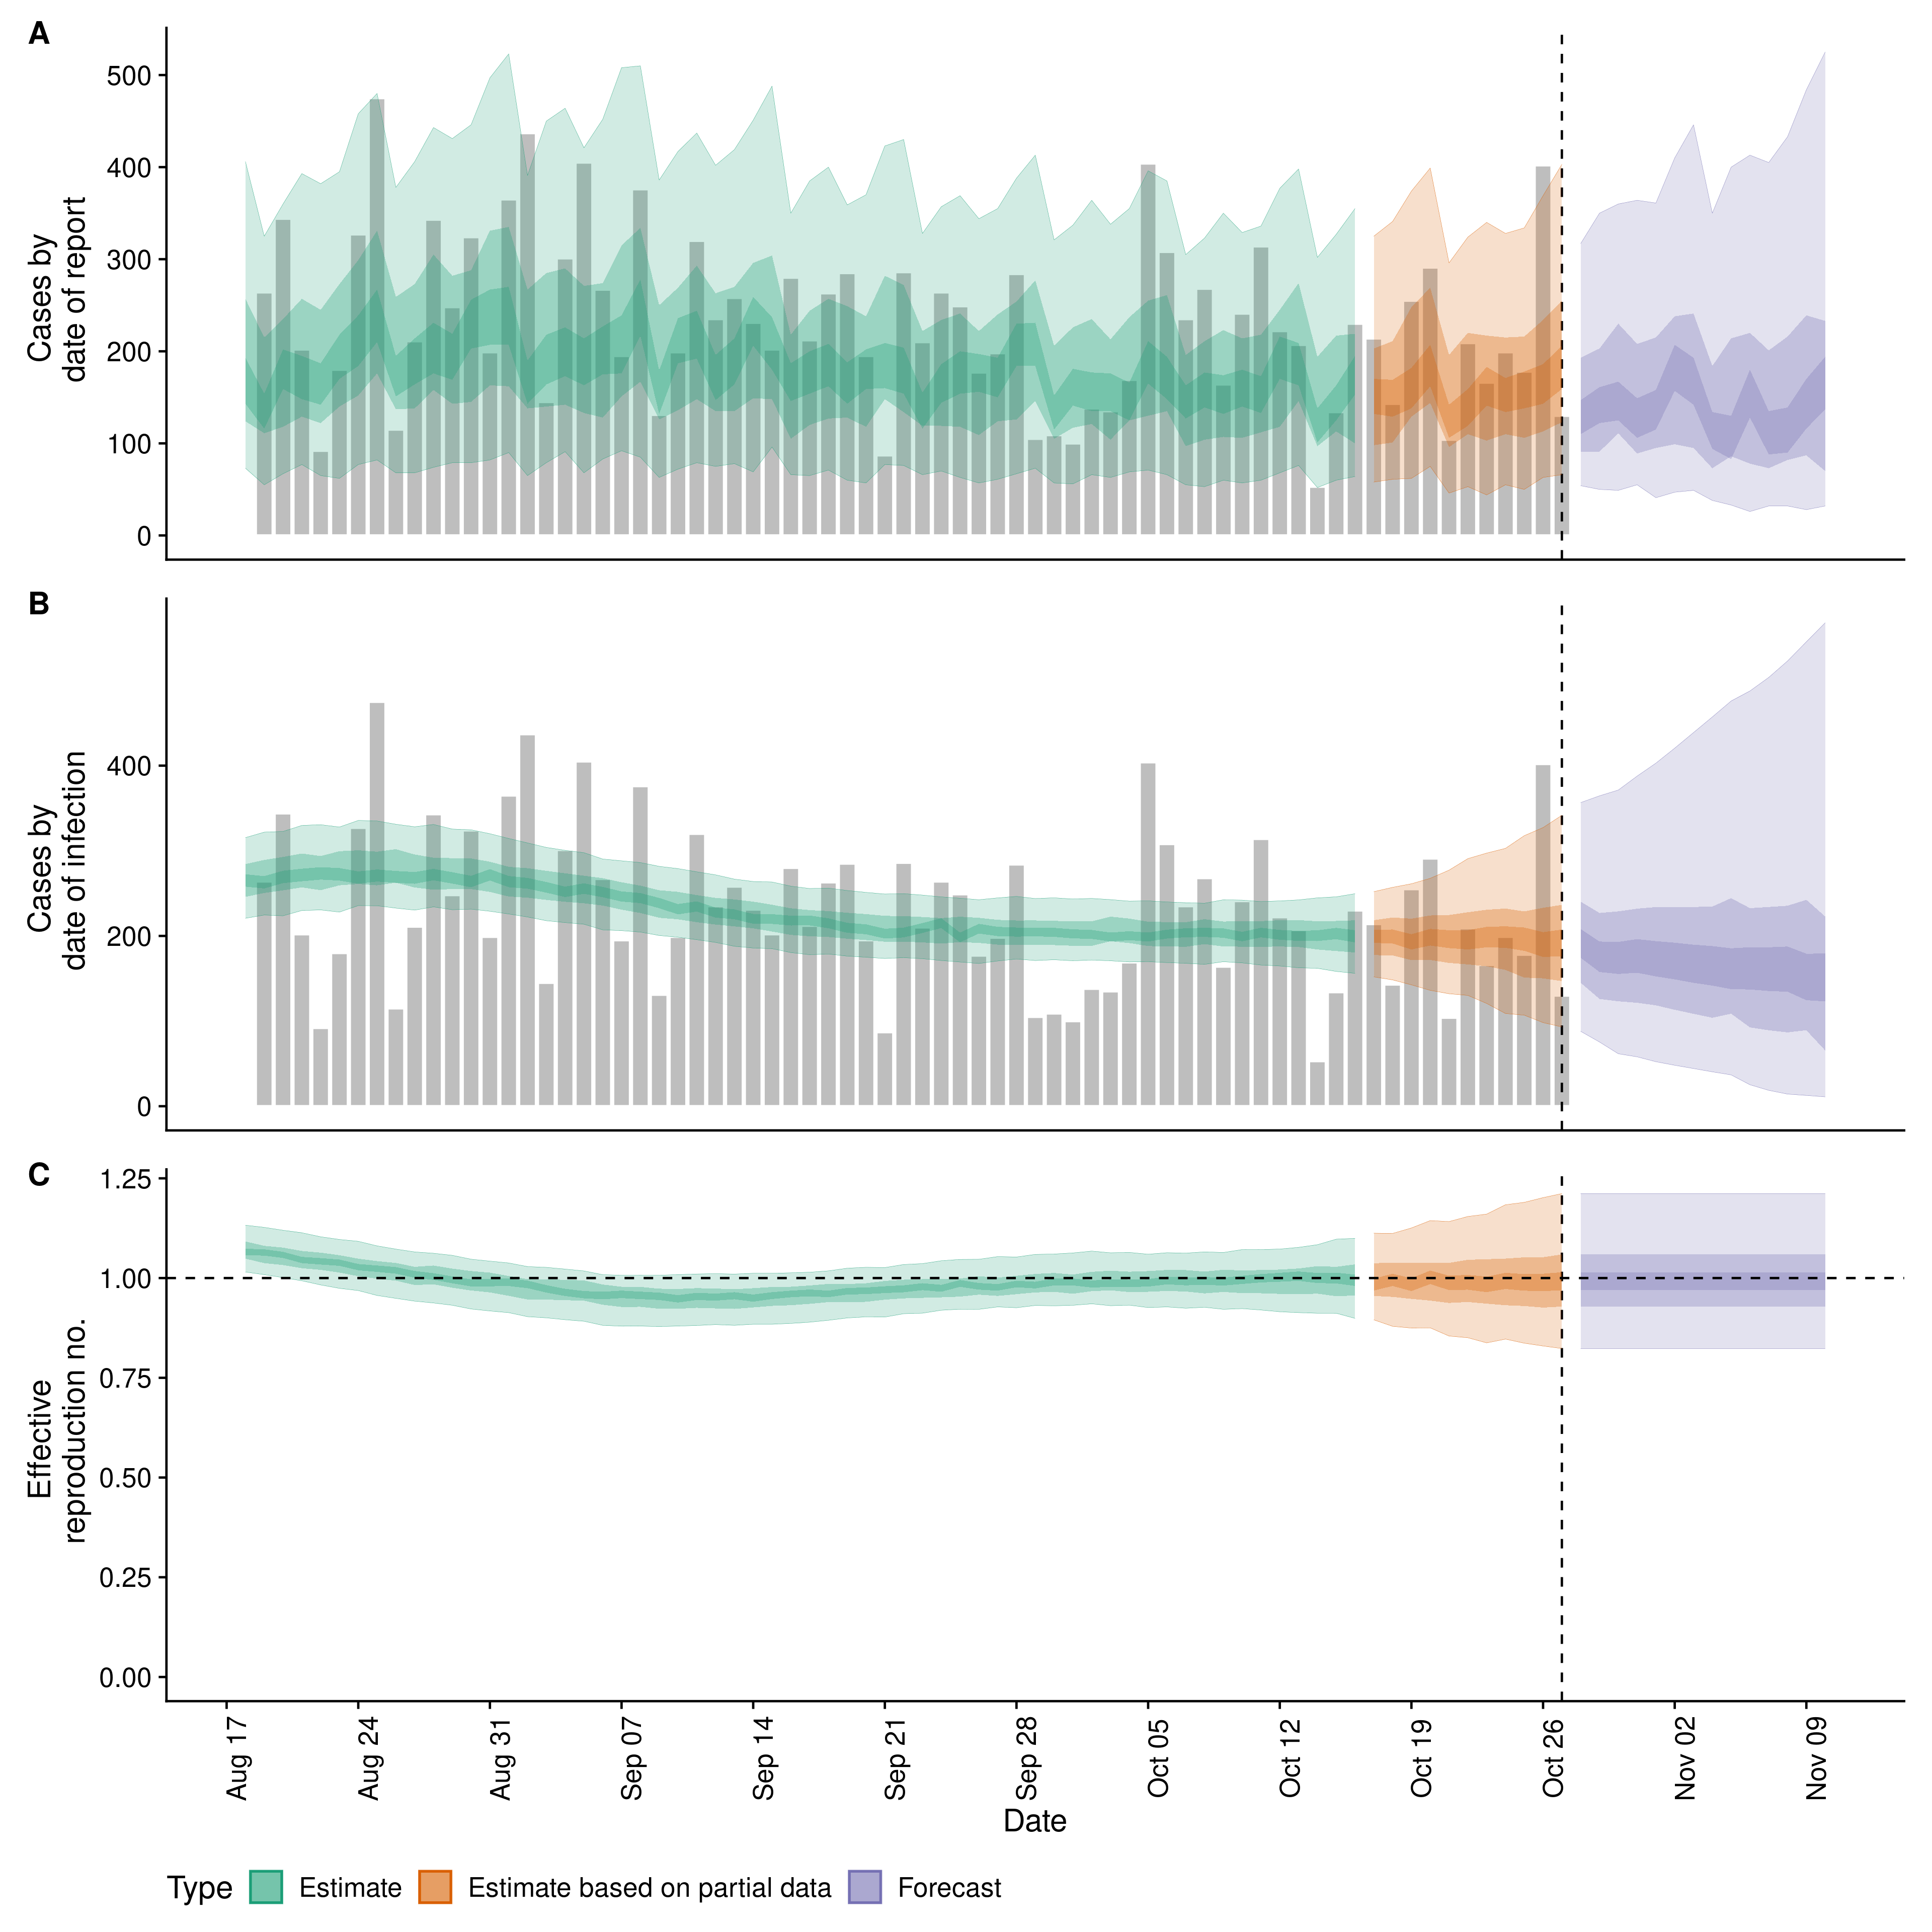 A
Cases by
date of report
500
400
300
200
100
0
B
Cases by
date of infection
400
200
0
C
Effective
reproduction no.
1.25
1.00
0.75
0.50
0.25
0.00
Aug 17
Aug 24
Aug 31
Sep 07
Sep 14
Sep 21
Sep 28
Oct 05
Oct 12
Oct 19
Oct 26
Nov 02
Nov 09
Date
Type Estimate Estimate based on partial data Forecast